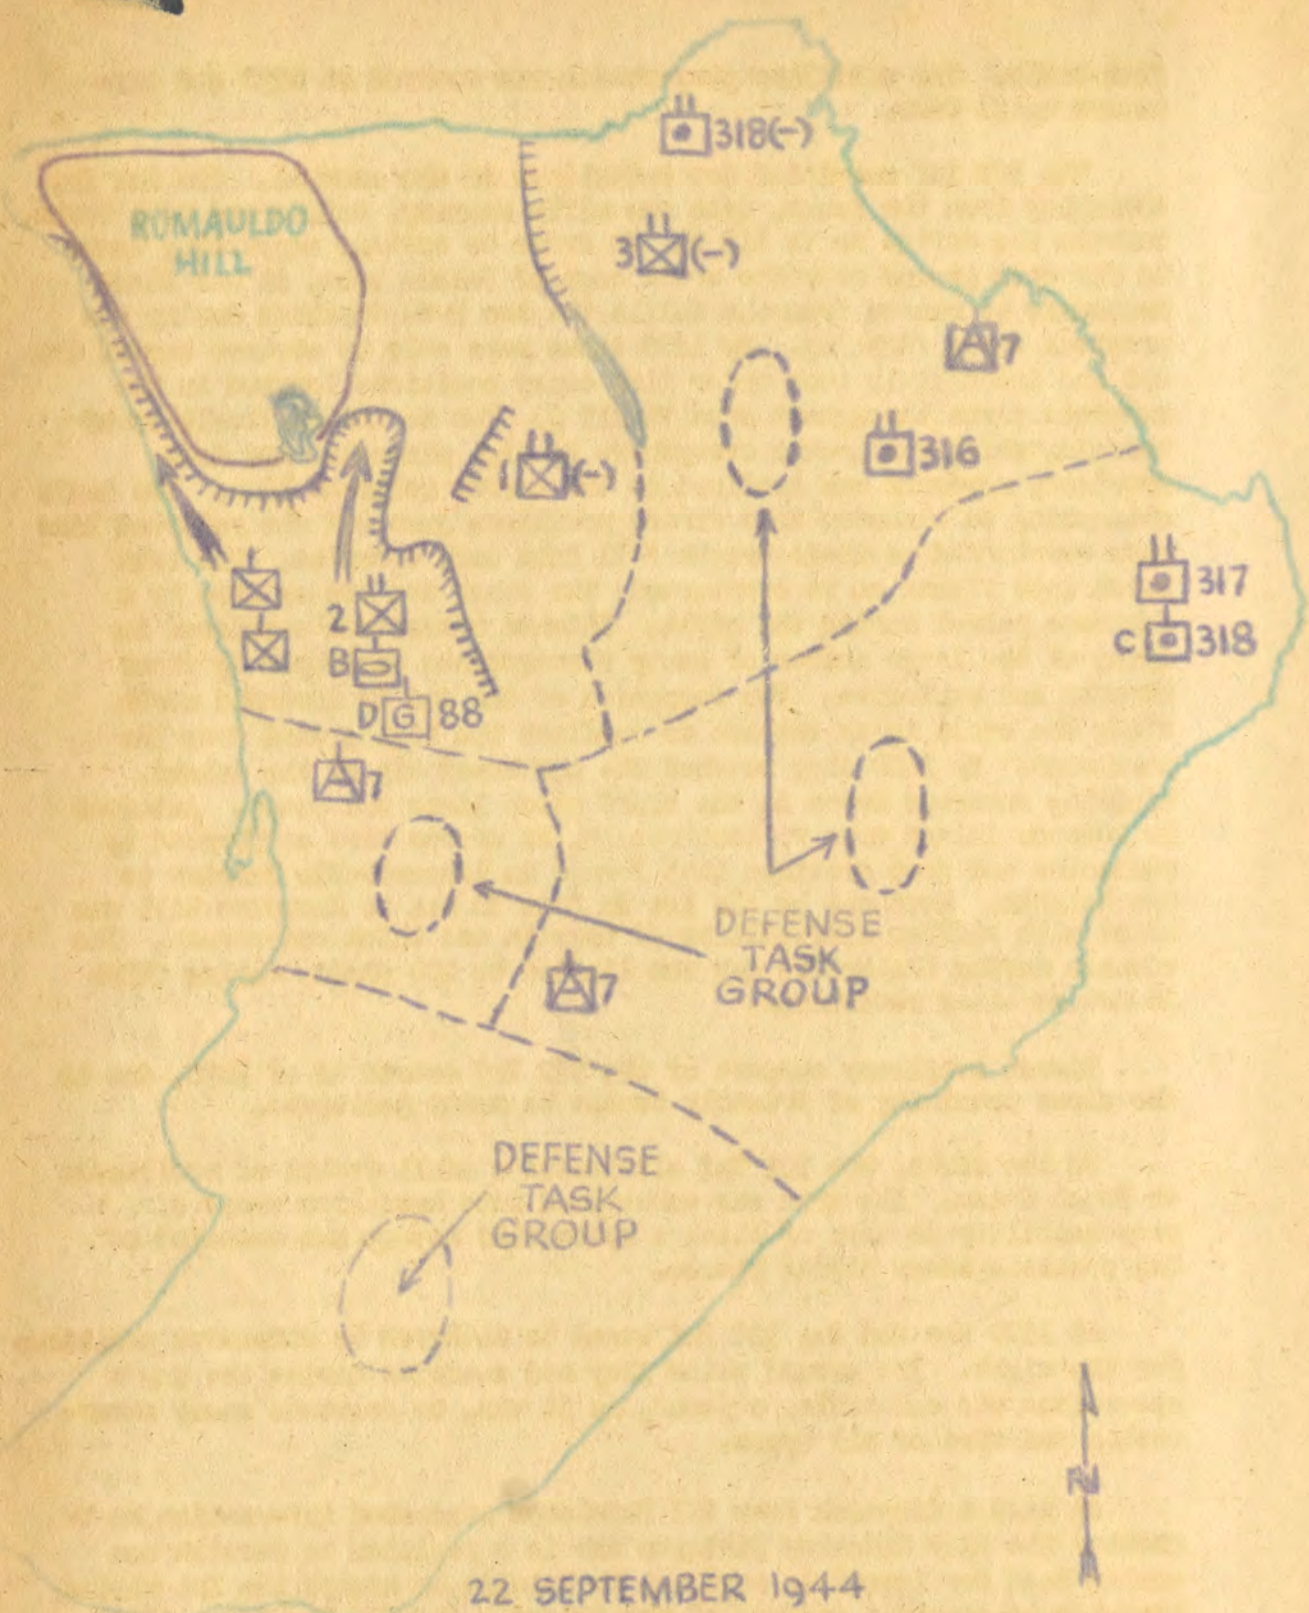 318(-)
ROMAULDO
HILL
3 (-)
A 7
1 (-)
316
317
C 318
2
B
D G 88
A 7
DEFENSE
TASK
GROUP
A 7
DEFENSE
TASK
GROUP
N
22 SEPTEMBER 1944